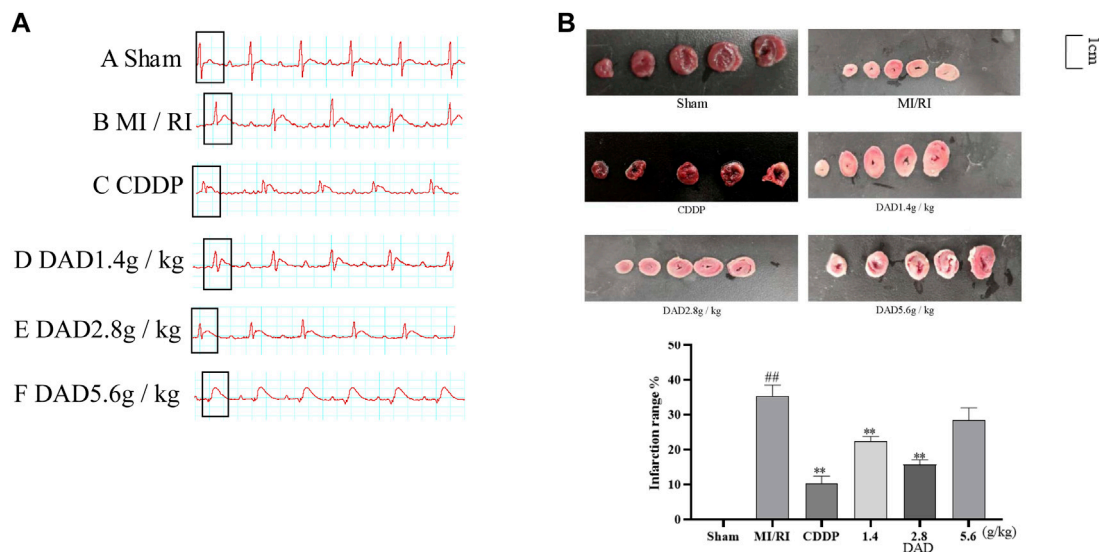 A
A Sham
B MI / RI
C CDDP
D DAD1.4g / kg
E DAD2.8g / kg
F DAD5.6g / kg
B
1cm
Sham
MI/RI
CDDP
DAD1.4g / kg
DAD2.8g / kg
DAD5.6g / kg
Infarction range %
50
40
30
20
10
0
##
**
**
**
Sham
MI/RI
CDDP
1.4
2.8
5.6
(g/kg)
DAD